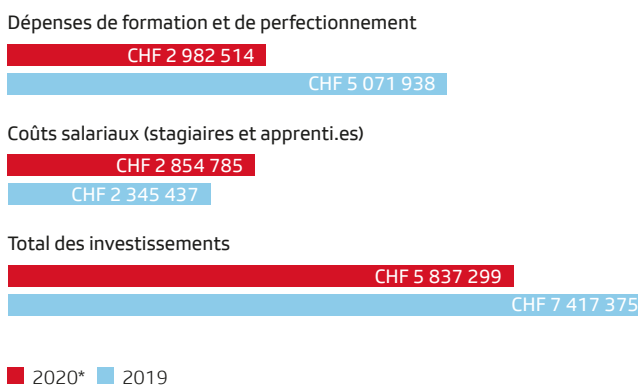 Dépenses de formation et de perfectionnement
CHF 2 982 514
CHF 5 071 938
Coûts salariaux (stagiaires et apprenti.es)
CHF 2 854 785
CHF 2 345 437
Total des investissements
CHF 5 837 299
CHF 7 417 375
2020* 2019